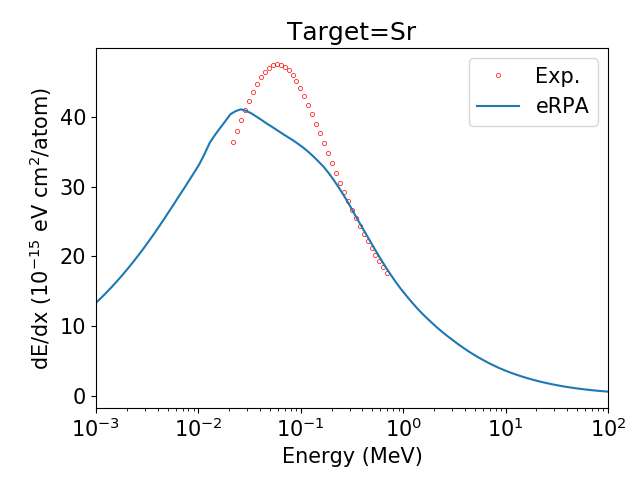 Target=Sr
Exp.
eRPA
dE/dx (10⁻¹⁵ eV cm²/atom)
40
30
20
10
0
10⁻³ 10⁻² 10⁻¹ 10⁰ 10¹ 10²
Energy (MeV)